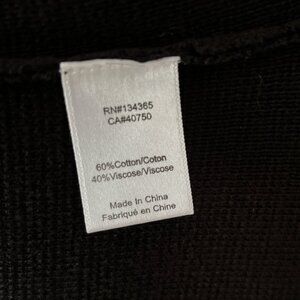 RN#134365
CA#40750
60%Cotton/Coton
40%Viscose/Viscose
Made In China
Fabriqué en Chine